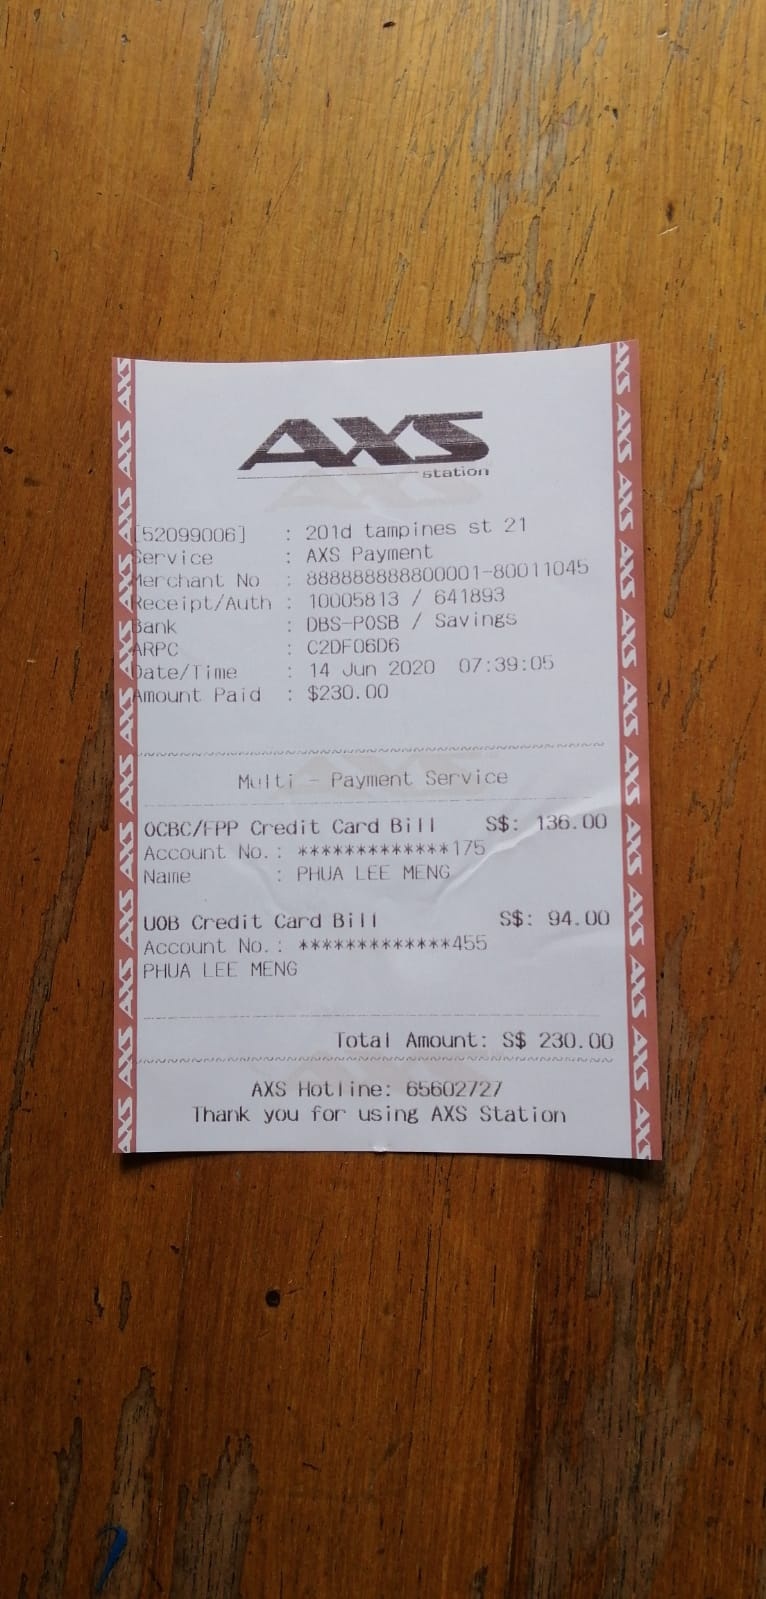 AXS
station
[52099006] : 201d tampines st 21
Service : AXS Payment
Merchant No : 888888888800001-80011045
Receipt/Auth : 10005813 / 641893
Bank : DBS-POSB / Savings
ARPC : C2DF06D6
Date/Time : 14 Jun 2020 07:39:05
Amount Paid : $230.00
Multi - Payment Service
OCBC/FPP Credit Card Bill S$: 136.00
Account No.: *************175
Name : PHUA LEE MENG
UOB Credit Card Bill S$: 94.00
Account No.: *************455
PHUA LEE MENG
Total Amount: S$ 230.00
AXS Hotline: 65602727
Thank you for using AXS Station